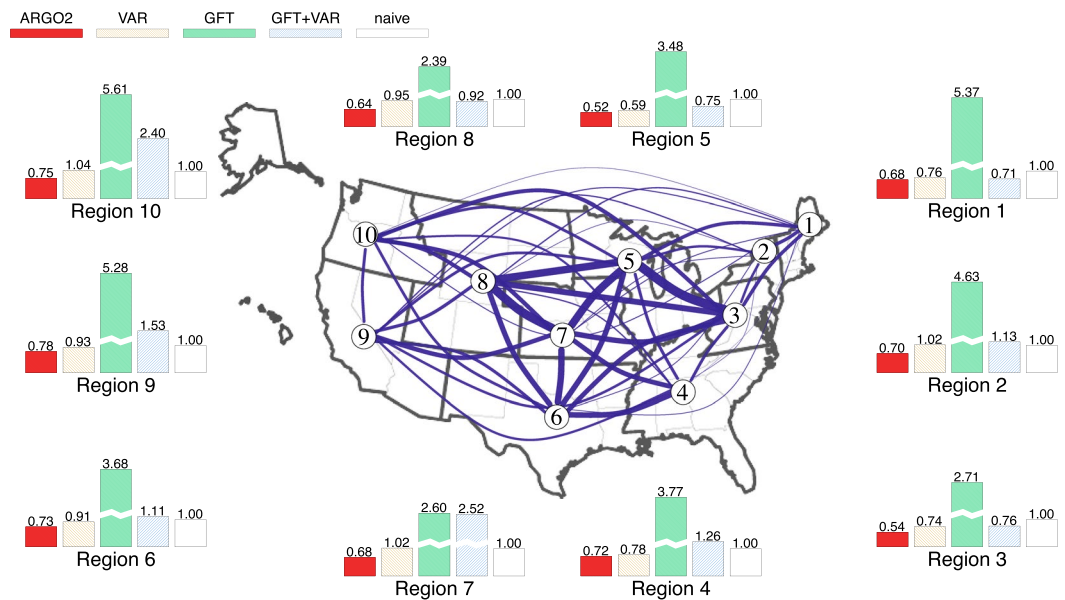 ARGO2 VAR GFT GFT+VAR naive
0.64 0.95 2.39 0.92 1.00
Region 8
0.52 0.59 3.48 0.75 1.00
Region 5
0.75 1.04 5.61 2.40 1.00
Region 10
0.68 0.76 5.37 0.71 1.00
Region 1
0.78 0.93 5.28 1.53 1.00
Region 9
0.70 1.02 4.63 1.13 1.00
Region 2
1
2
10
5
8
3
7
9
4
6
0.73 0.91 3.68 1.11 1.00
Region 6
0.68 1.02 2.60 2.52 1.00
Region 7
0.72 0.78 3.77 1.26 1.00
Region 4
0.54 0.74 2.71 0.76 1.00
Region 3